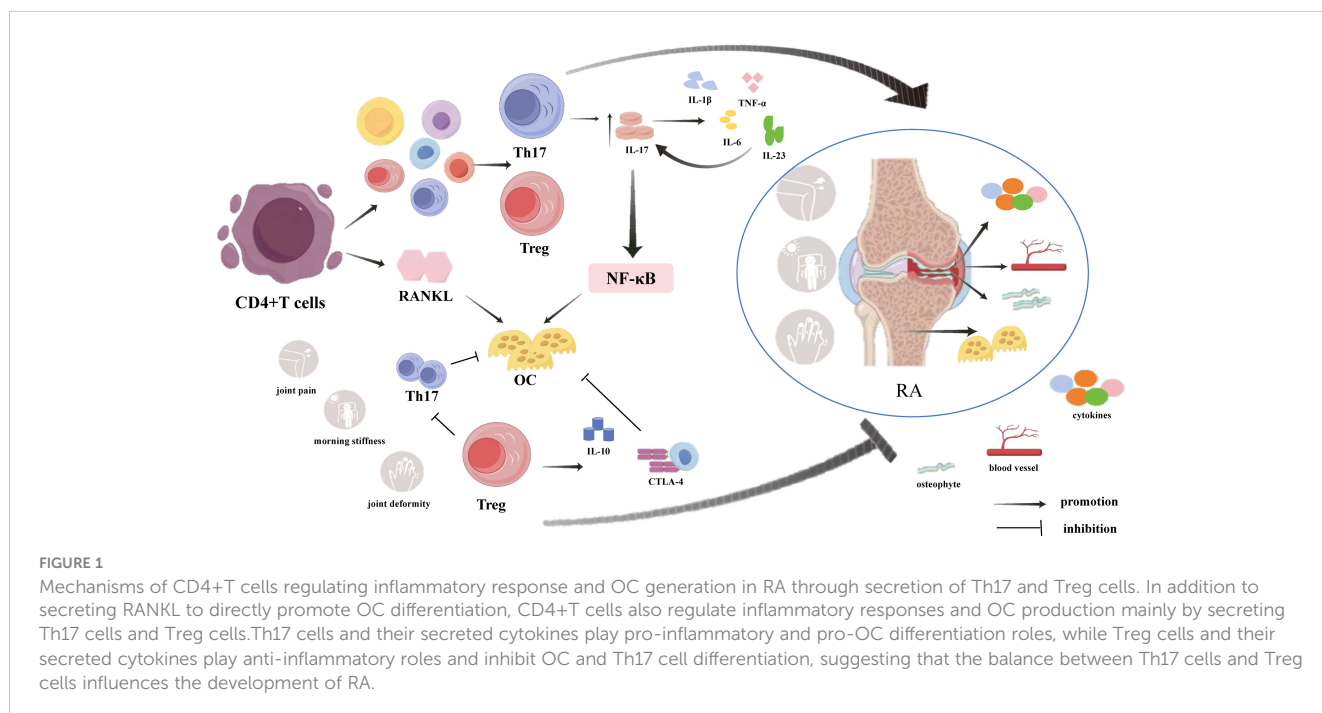 IL-1β
TNF-α
Th17
IL-17
IL-6
IL-23
Treg
CD4+T cells
RANKL
NF-κB
OC
Th17
joint pain
morning stiffness
joint deformity
Treg
IL-10
CTLA-4
RA
cytokines
blood vessel
osteophyte
promotion
inhibition
FIGURE 1
Mechanisms of CD4+T cells regulating inflammatory response and OC generation in RA through secretion of Th17 and Treg cells. In addition to
secreting RANKL to directly promote OC differentiation, CD4+T cells also regulate inflammatory responses and OC production mainly by secreting
Th17 cells and Treg cells.Th17 cells and their secreted cytokines play pro-inflammatory and pro-OC differentiation roles, while Treg cells and their
secreted cytokines play anti-inflammatory roles and inhibit OC and Th17 cell differentiation, suggesting that the balance between Th17 cells and Treg
cells influences the development of RA.